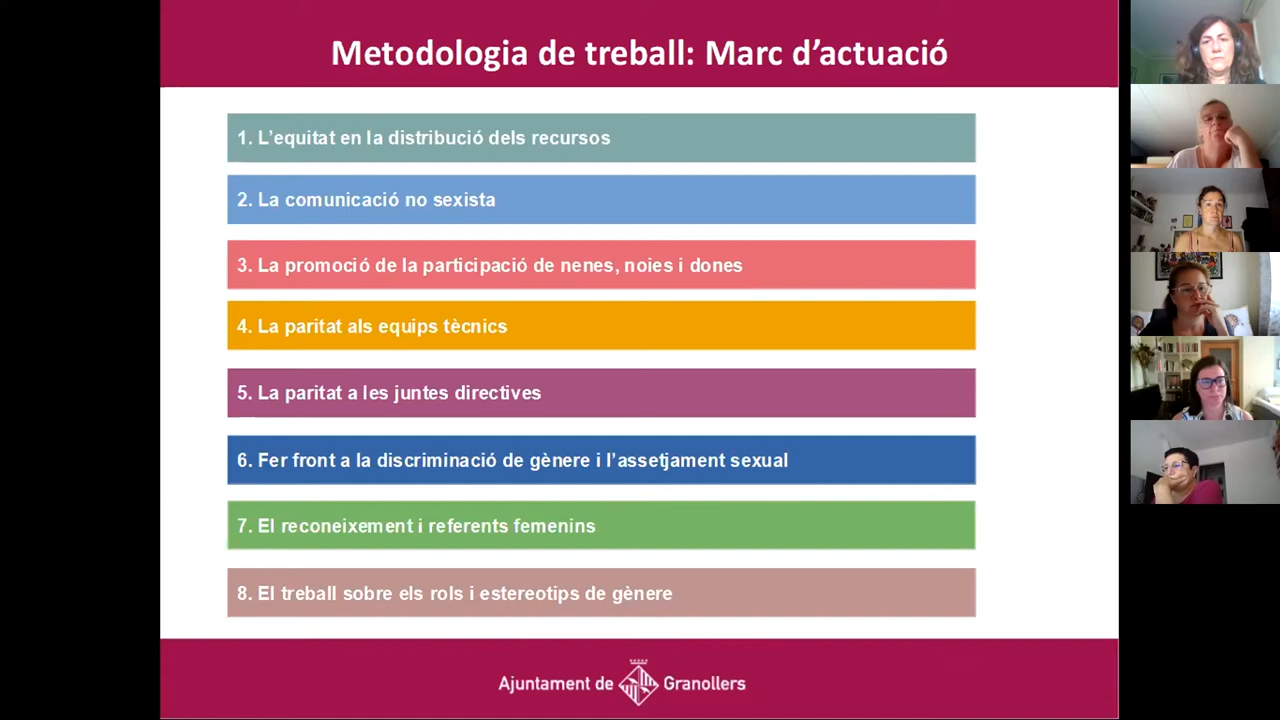 Metodologia de treball: Marc d’actuació
1. L’equitat en la distribució dels recursos
2. La comunicació no sexista
3. La promoció de la participació de nenes, noies i dones
4. La paritat als equips tècnics
5. La paritat a les juntes directives
6. Fer front a la discriminació de gènere i l’assetjament sexual
7. El reconeixement i referents femenins
8. El treball sobre els rols i estereotips de gènere
Ajuntament de Granollers